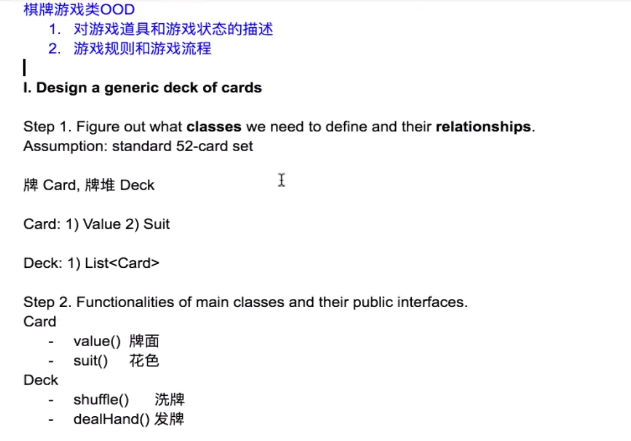 棋牌游戏类OOD
1. 对游戏道具和游戏状态的描述
2. 游戏规则和游戏流程
I. Design a generic deck of cards
Step 1. Figure out what classes we need to define and their relationships.
Assumption: standard 52-card set
牌 Card, 牌堆 Deck
Card: 1) Value 2) Suit
Deck: 1) List<Card>
Step 2. Functionalities of main classes and their public interfaces.
Card
- value() 牌面
- suit() 花色
Deck
- shuffle() 洗牌
- dealHand() 发牌